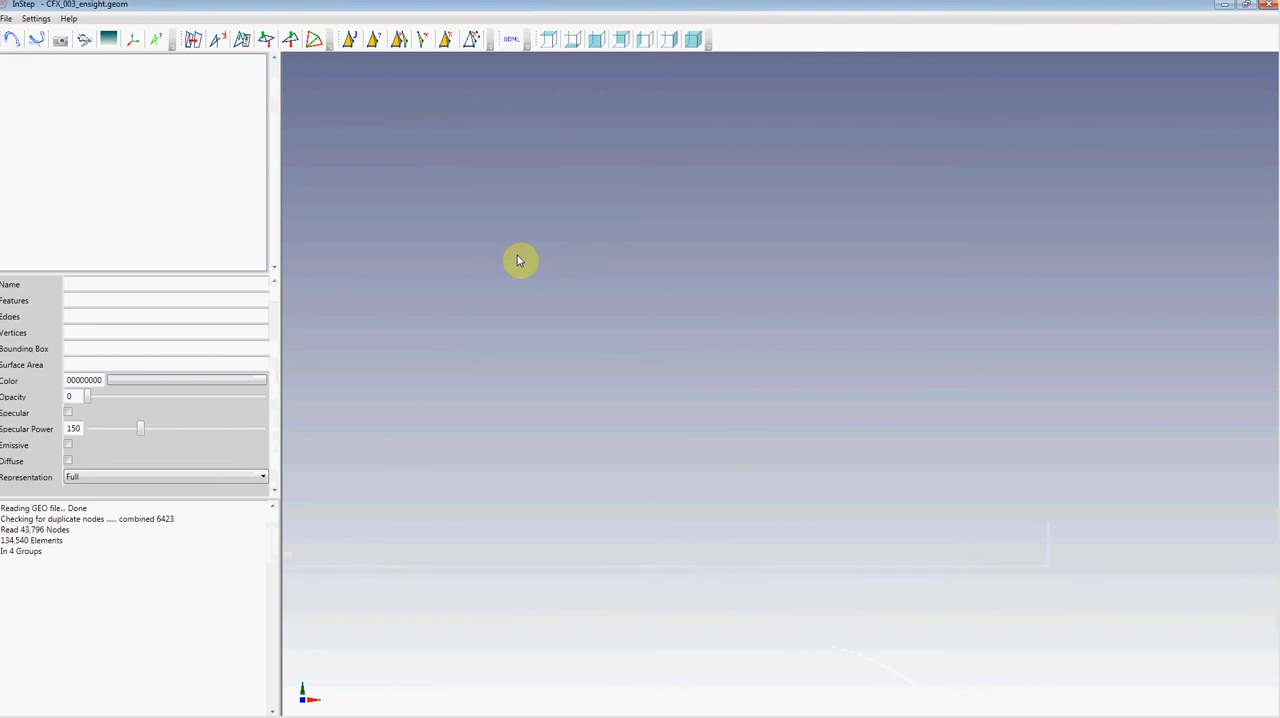 InStep - CFX_003_ensight.geom
File Settings Help
GDML
Name
Features
Edges
Vertices
Bounding Box
Surface Area
Color 00000000
Opacity 0
Specular
Specular Power 150
Emissive
Diffuse
Representation Full
Reading GEO file... Done
Checking for duplicate nodes ..... combined 6423
Read 43,796 Nodes
134,540 Elements
In 4 Groups